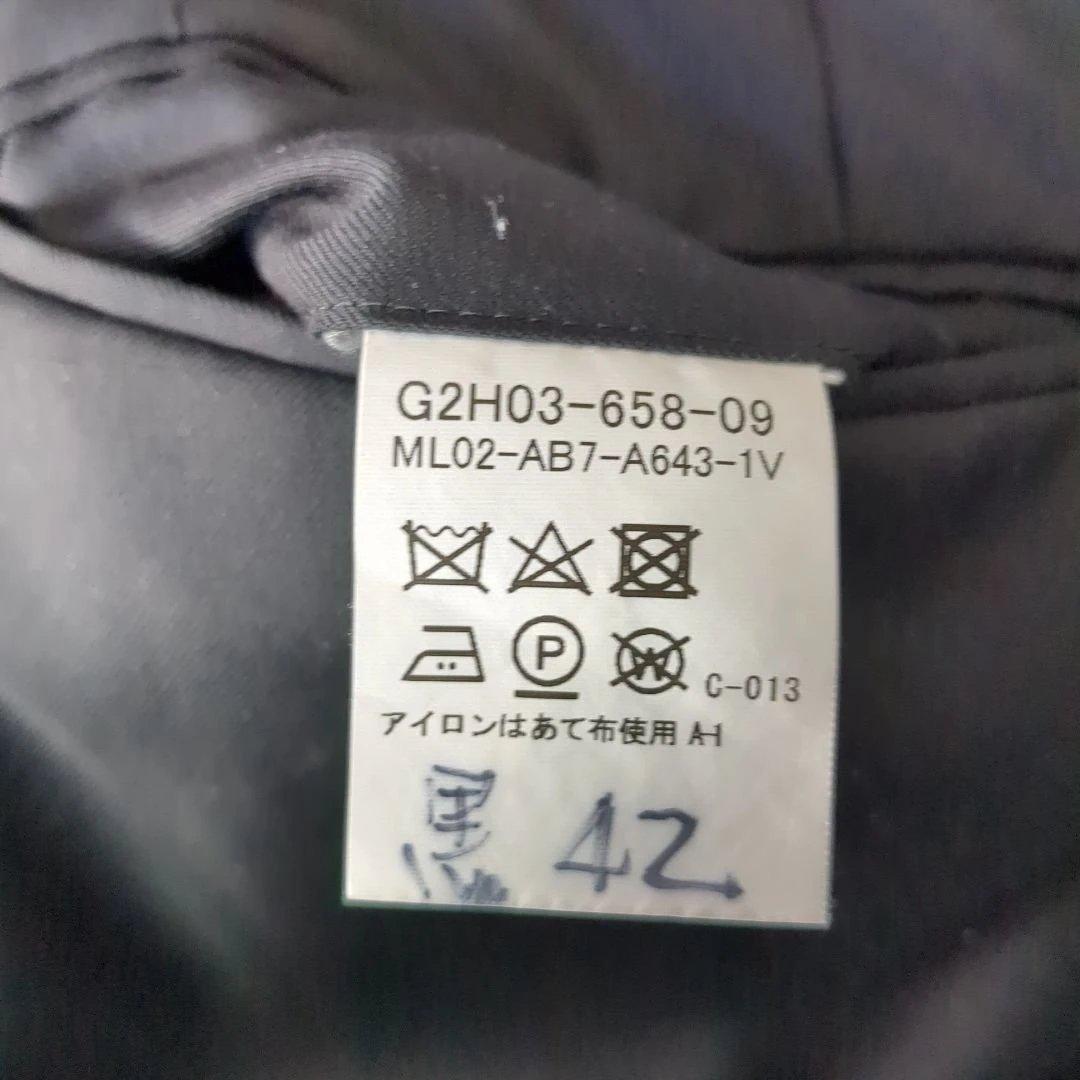 G2H03-658-09
ML02-AB7-A643-1V
P W C-013
アイロンはあて布使用 A-1
黒 42